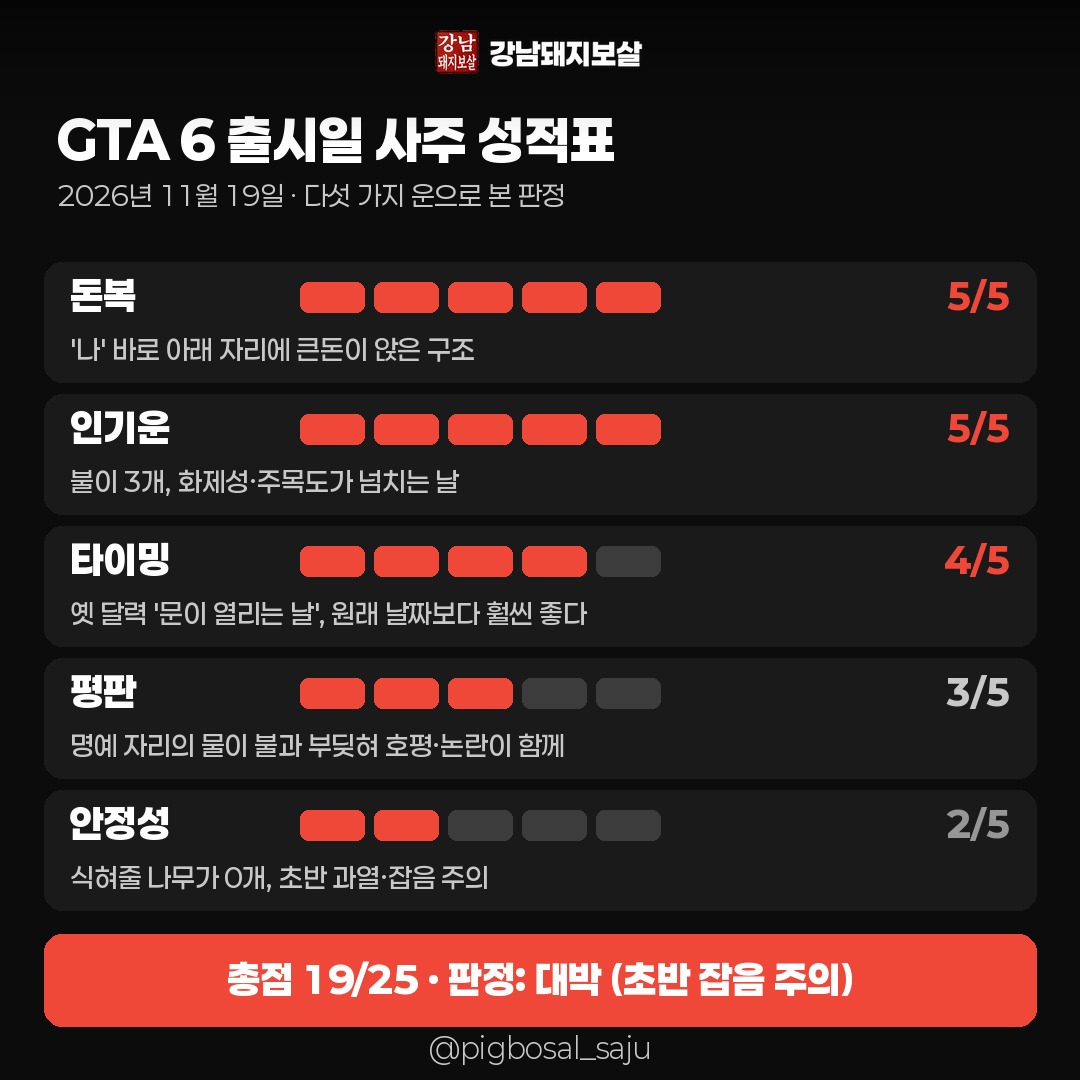 강남
돼지보살
강남돼지보살
GTA 6 출시일 사주 성적표
2026년 11월 19일 · 다섯 가지 운으로 본 판정
돈복
5/5
'나' 바로 아래 자리에 큰돈이 앉은 구조
인기운
5/5
불이 3개, 화제성·주목도가 넘치는 날
타이밍
4/5
옛 달력 '문이 열리는 날', 원래 날짜보다 훨씬 좋다
평판
3/5
명예 자리의 물이 불과 부딪혀 호평·논란이 함께
안정성
2/5
식혀줄 나무가 0개, 초반 과열·잡음 주의
총점 19/25 · 판정: 대박 (초반 잡음 주의)
@pigbosal_saju